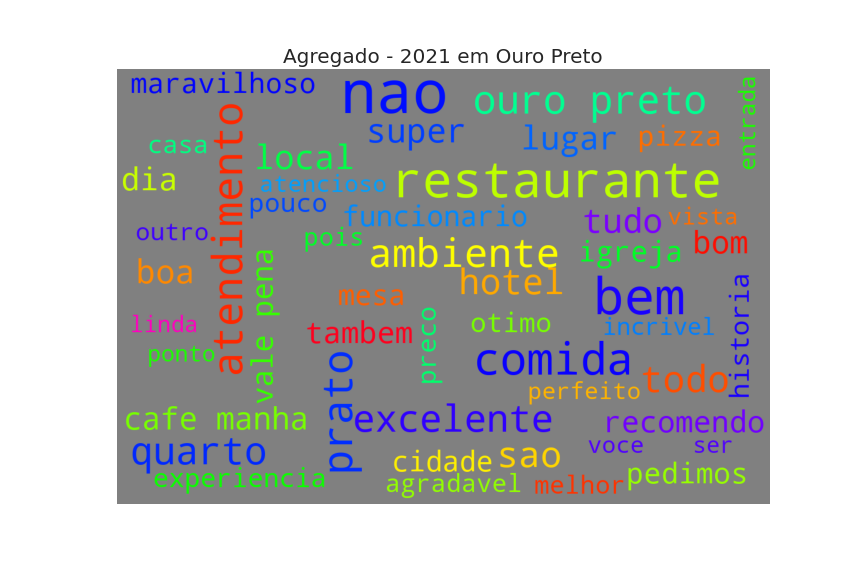 Agregado - 2021 em Ouro Preto
maravilhoso
nao
ouro preto
entrada
super
lugar
pizza
casa
atendimento
local
dia
atencioso
restaurante
pouco
funcionario
tudo
vista
outro
pois
ambiente
igreja
bom
boa
vale pena
mesa
hotel
bem
historia
linda
tambem
preco
otimo
incrivel
ponto
prato
comida
perfeito
todo
cafe manha
excelente
recomendo
quarto
cidade
sao
voce
ser
experiencia
agradavel
melhor
pedimos